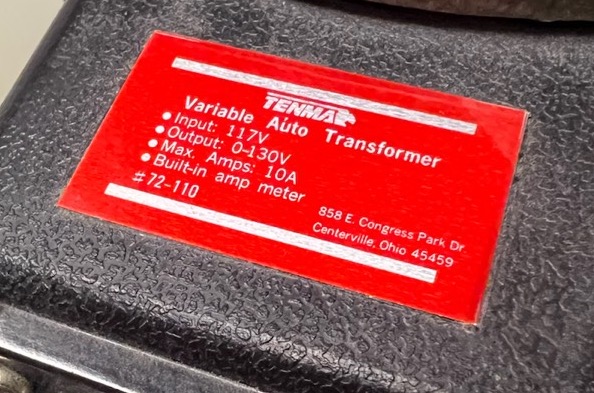 TENMA
Variable Auto Transformer
• Input: 117V
• Output: 0-130V
• Max. Amps: 10A
• Built-in amp meter
#72-110
858 E. Congress Park Dr.
Centerville, Ohio 45459